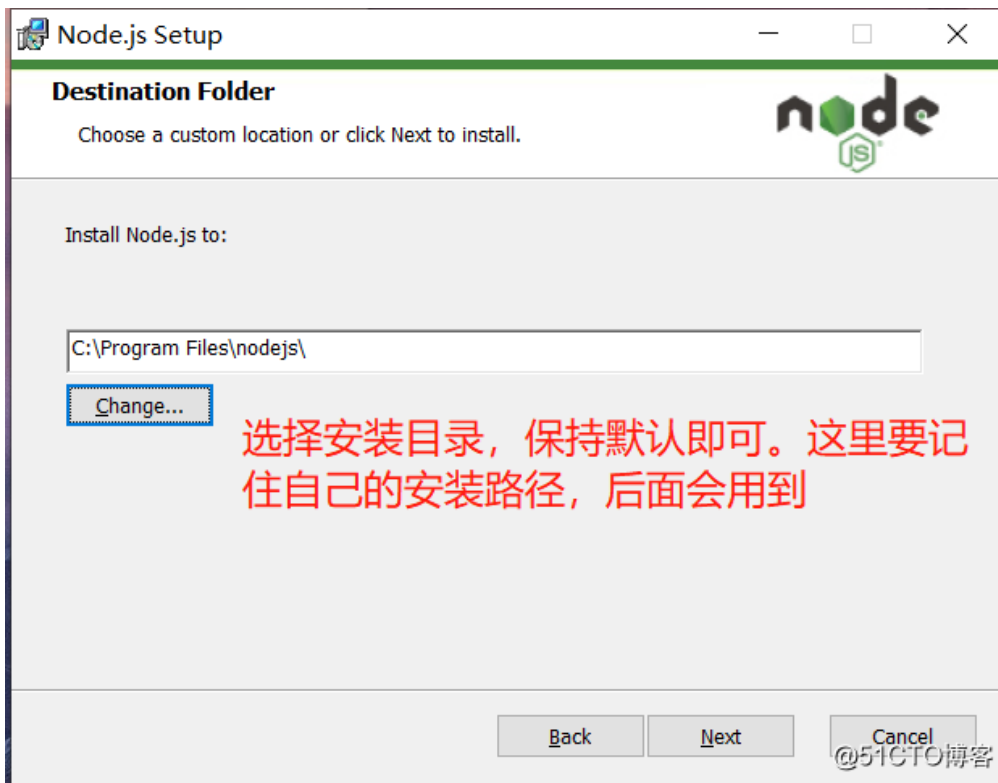 Node.js Setup
Destination Folder
Choose a custom location or click Next to install.
node
JS
Install Node.js to:
C:\Program Files\nodejs\
Change...
选择安装目录，保持默认即可。这里要记
住自己的安装路径，后面会用到
Back
Next
Cancel
@51CTO博客